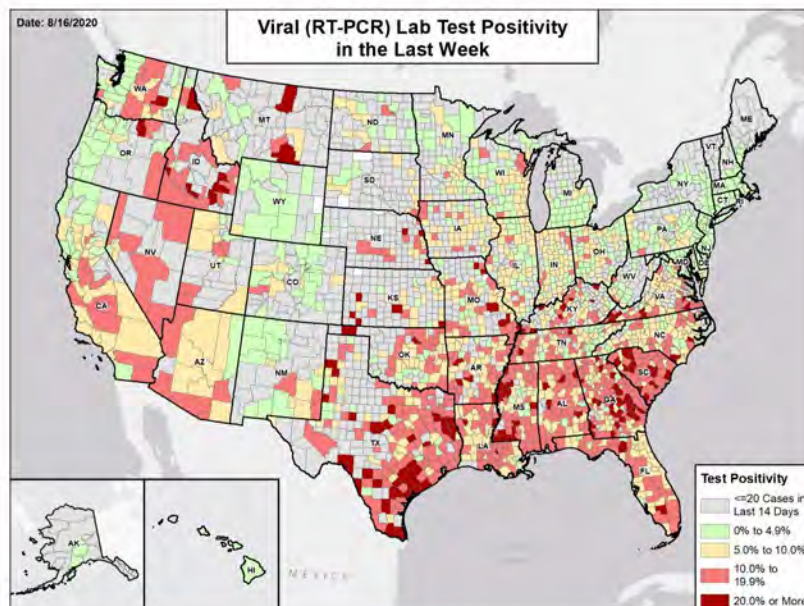 Date: 8/16/2020
Viral (RT-PCR) Lab Test Positivity
in the Last Week
WA
MT
ND
MN
ME
VT
NH
OR
ID
SD
WI
MI
NY
MA
CT
RI
WY
IA
PA
NJ
NE
NV
UT
CO
IL
IN
OH
MD
DE
WV
VA
CA
KS
MO
KY
NC
TN
AZ
NM
OK
AR
SC
MS
AL
GA
TX
LA
FL
AK
HI
MEXICO
Test Positivity
<=20 Cases in
Last 14 Days
0% to 4.9%
5.0% to 10.0%
10.0% to
19.9%
20.0% or More